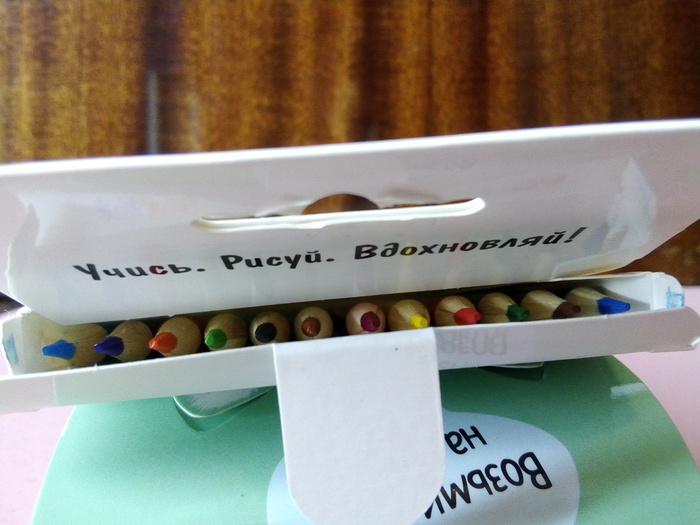 Учись. Рисуй. Вдохновляй!
Возьми
на